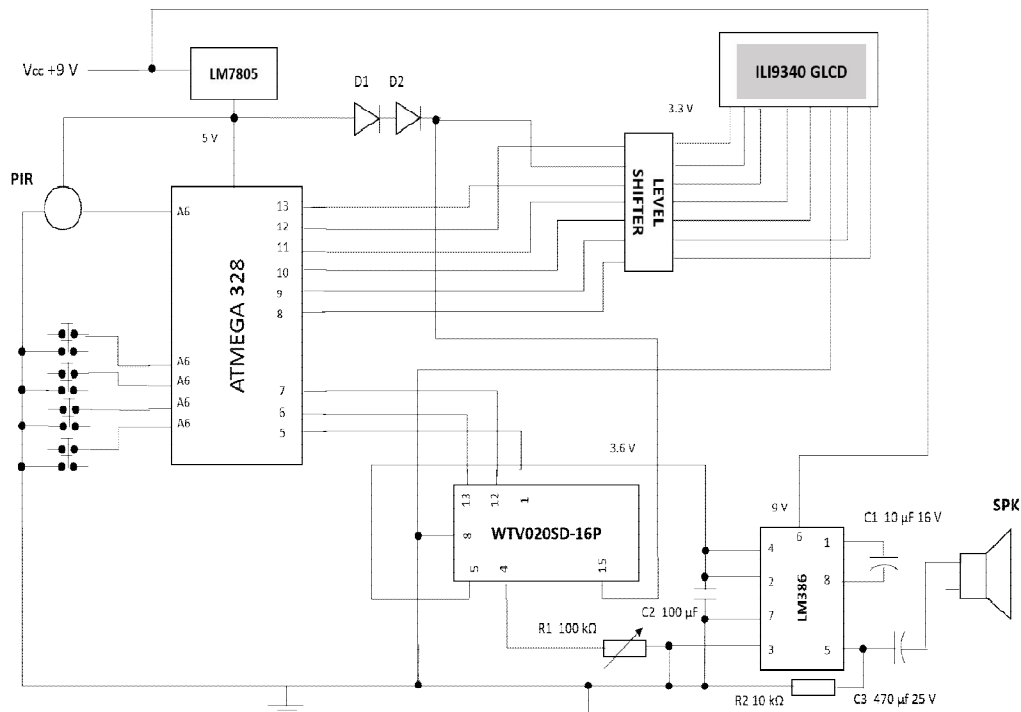 Vcc +9 V
LM7805
D1 D2
ILI9340 GLCD
3.3 V
5 V
PIR
LEVEL
SHIFTER
ATMEGA 328
A6
13
12
11
10
9
8
A6
A6
A6
A6
7
6
5
3.6 V
13 12 1
8
WTV020SD-16P
5 4 15
9 V
SPK
C1 10 µF 16 V
6
4
2
7
3
1
8
5
LM386
C2 100 µF
R1 100 kΩ
R2 10 kΩ
C3 470 µf 25 V